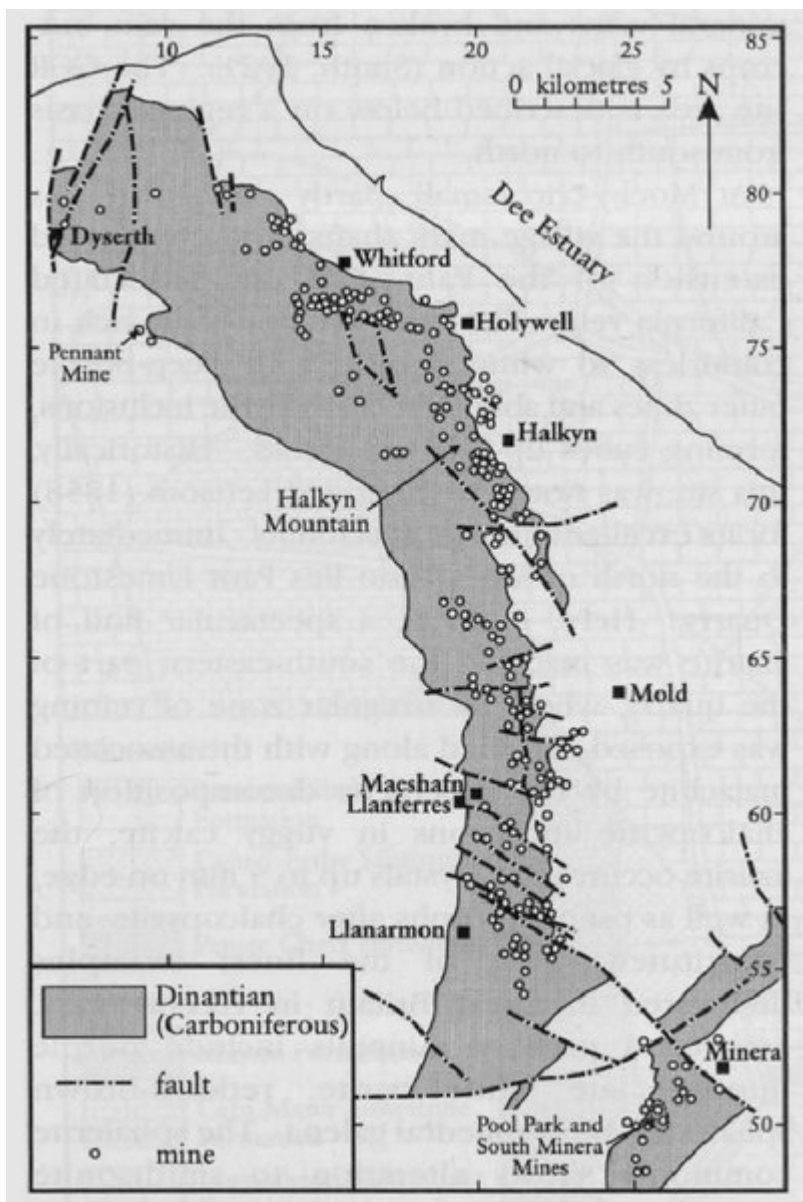 10
15
20
25
85
0 kilometres 5
N
Dee Estuary
80
Dyserth
Whitford
Holywell
Pennant
Mine
75
Halkyn
Halkyn
Mountain
70
65
Mold
Maeshafn
Llanferres
60
Llanarmon
55
Dinantian
(Carboniferous)
fault
mine
Minera
Pool Park and
South Minera
Mines
50